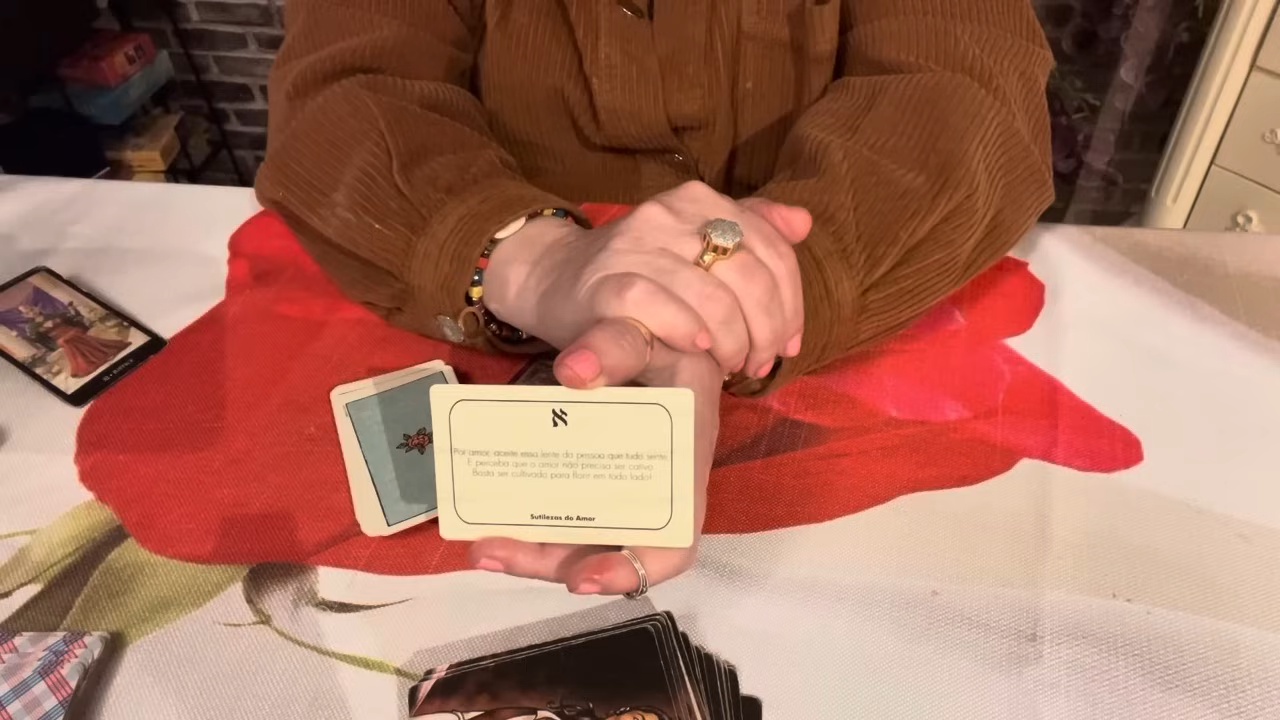 א
Por amor, aceite essa lente da pessoa que tudo sente
E perceba que o amor não precisa ser cativo
Basta ser cultivado para florir em todo lado!
Sutilezas do Amor